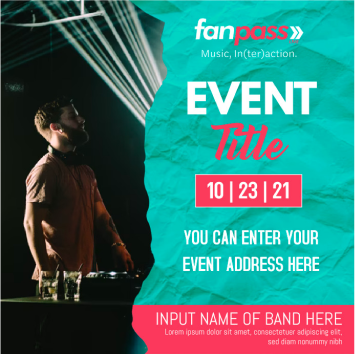 fanpass
Music, In(ter)action.
EVENT
Title
10 | 23 | 21
YOU CAN ENTER YOUR
EVENT ADDRESS HERE
INPUT NAME OF BAND HERE
Lorem ipsum dolor sit amet, consectetuer adipiscing elit,
sed diam nonummy nibh